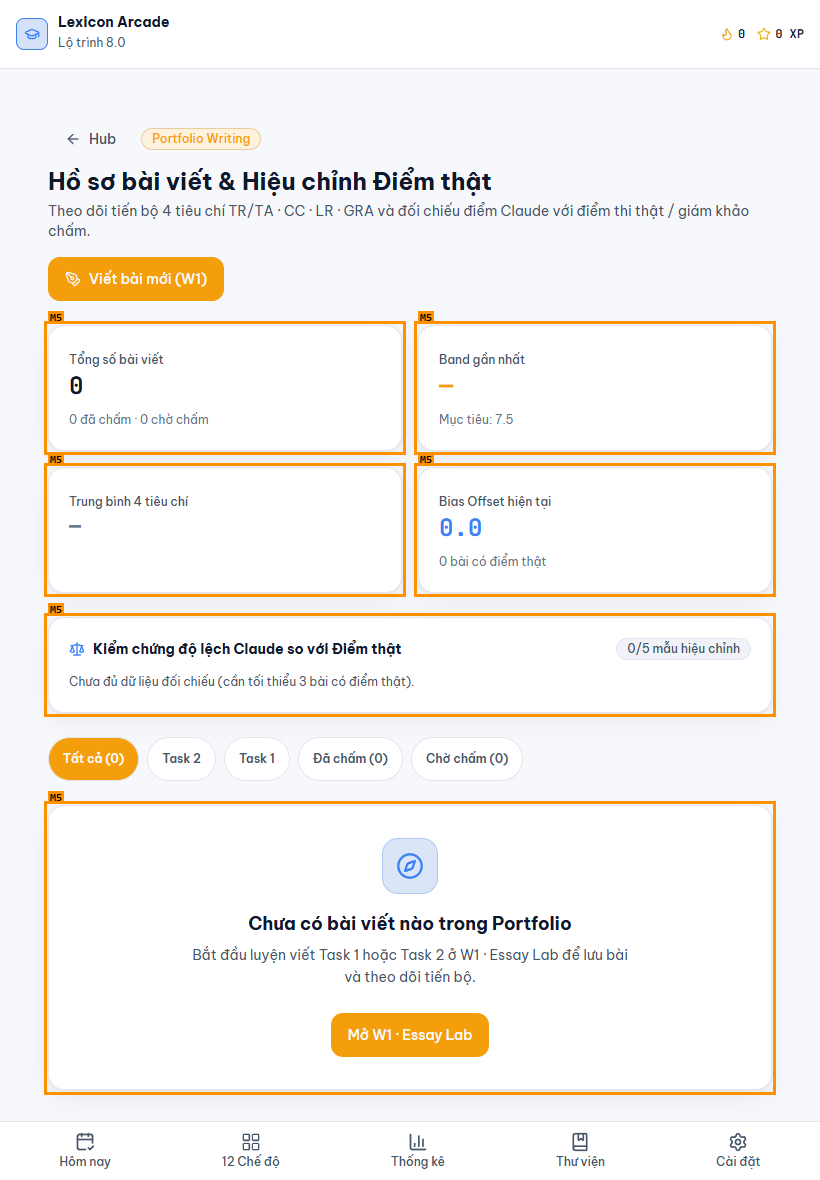 Lexicon Arcade
Lộ trình 8.0
0
0 XP
Hub
Portfolio Writing
Hồ sơ bài viết & Hiệu chỉnh Điểm thật
Theo dõi tiến bộ 4 tiêu chí TR/TA · CC · LR · GRA và đối chiếu điểm Claude với điểm thi thật / giám khảo
chấm.
Viết bài mới (W1)
M5
M5
Tổng số bài viết
0
0 đã chấm · 0 chờ chấm
Band gần nhất
—
Mục tiêu: 7.5
M5
M5
Trung bình 4 tiêu chí
—
Bias Offset hiện tại
0.0
0 bài có điểm thật
M5
Kiểm chứng độ lệch Claude so với Điểm thật
0/5 mẫu hiệu chỉnh
Chưa đủ dữ liệu đối chiếu (cần tối thiểu 3 bài có điểm thật).
Tất cả (0)
Task 2
Task 1
Đã chấm (0)
Chờ chấm (0)
M5
Chưa có bài viết nào trong Portfolio
Bắt đầu luyện viết Task 1 hoặc Task 2 ở W1 · Essay Lab để lưu bài
và theo dõi tiến bộ.
Mở W1 · Essay Lab
Hôm nay
12 Chế độ
Thống kê
Thư viện
Cài đặt